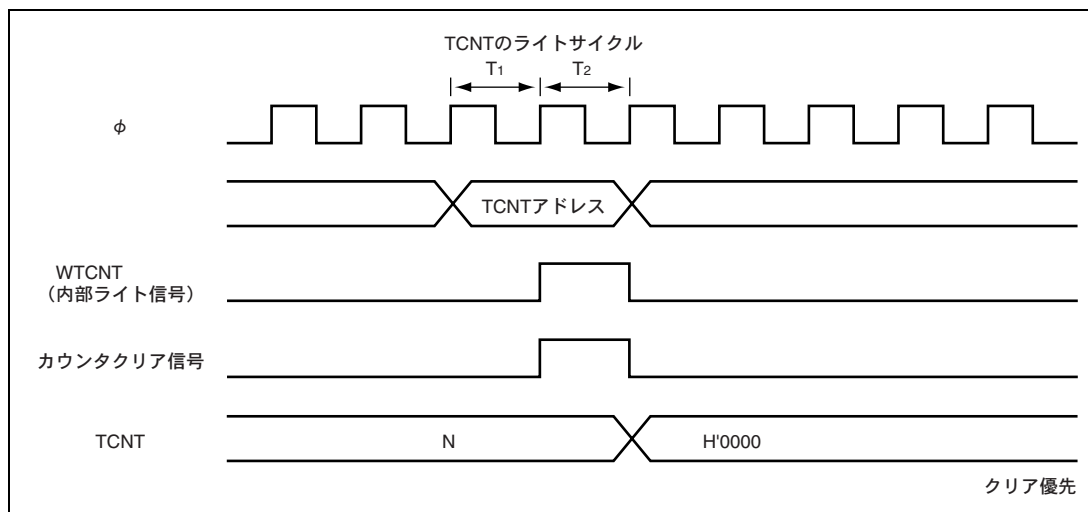 TCNTのライトサイクル
T1 T2
φ
TCNTアドレス
WTCNT
（内部ライト信号）
カウンタクリア信号
TCNT N H'0000
クリア優先